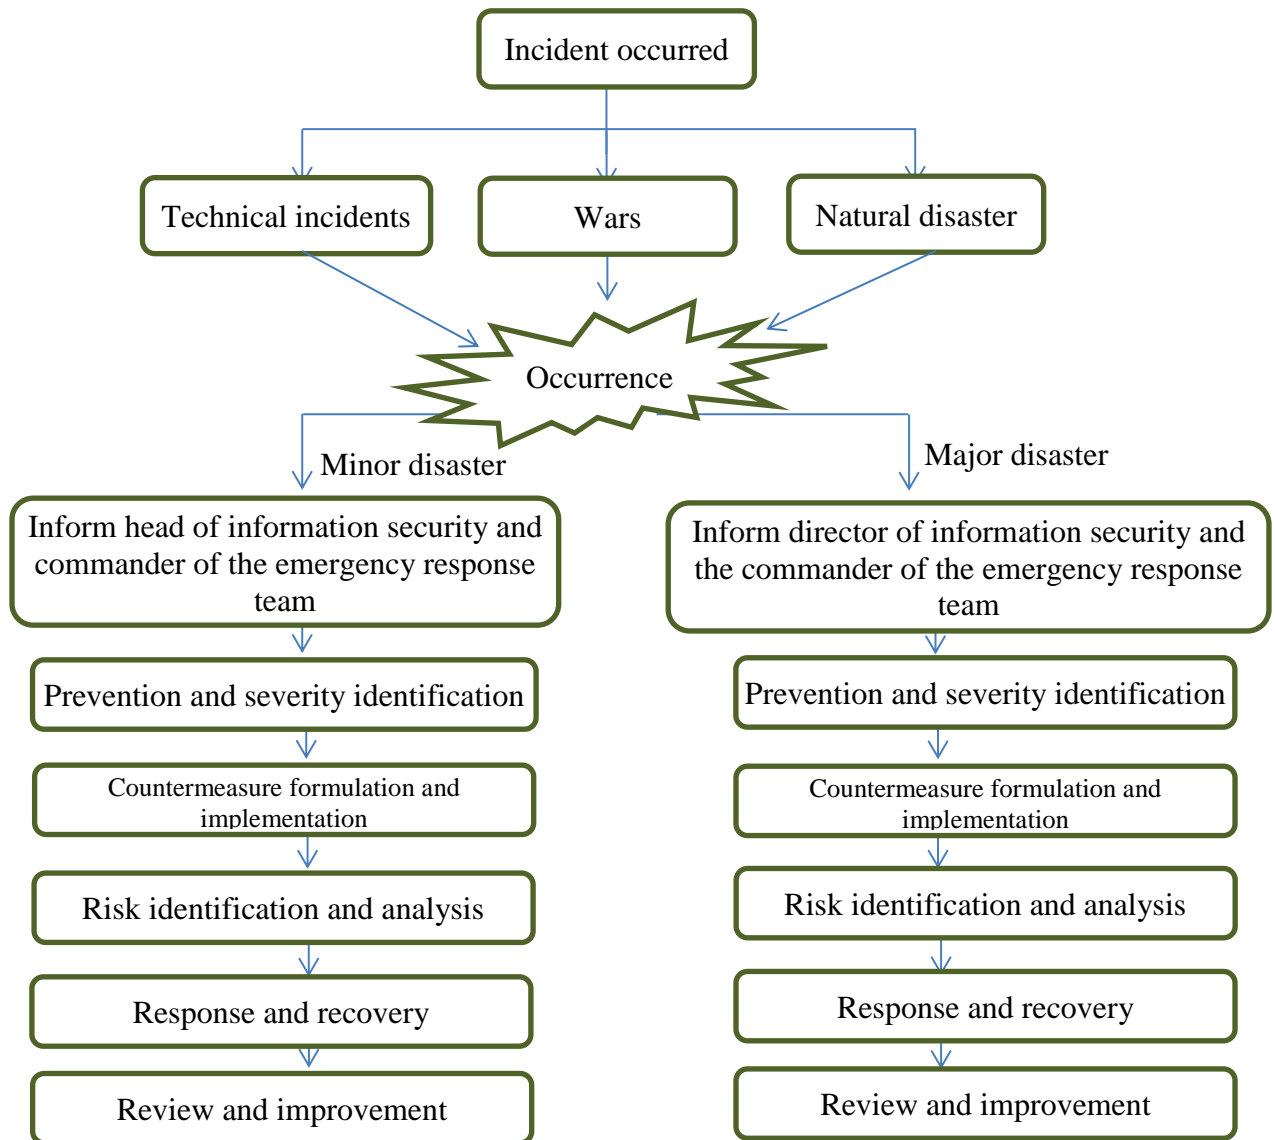 Incident occurred
Technical incidents
Wars
Natural disaster
Occurrence
Minor disaster
Major disaster
Inform head of information security and
commander of the emergency response
team
Inform director of information security and
the commander of the emergency response
team
Prevention and severity identification
Prevention and severity identification
Countermeasure formulation and
implementation
Countermeasure formulation and
implementation
Risk identification and analysis
Risk identification and analysis
Response and recovery
Response and recovery
Review and improvement
Review and improvement